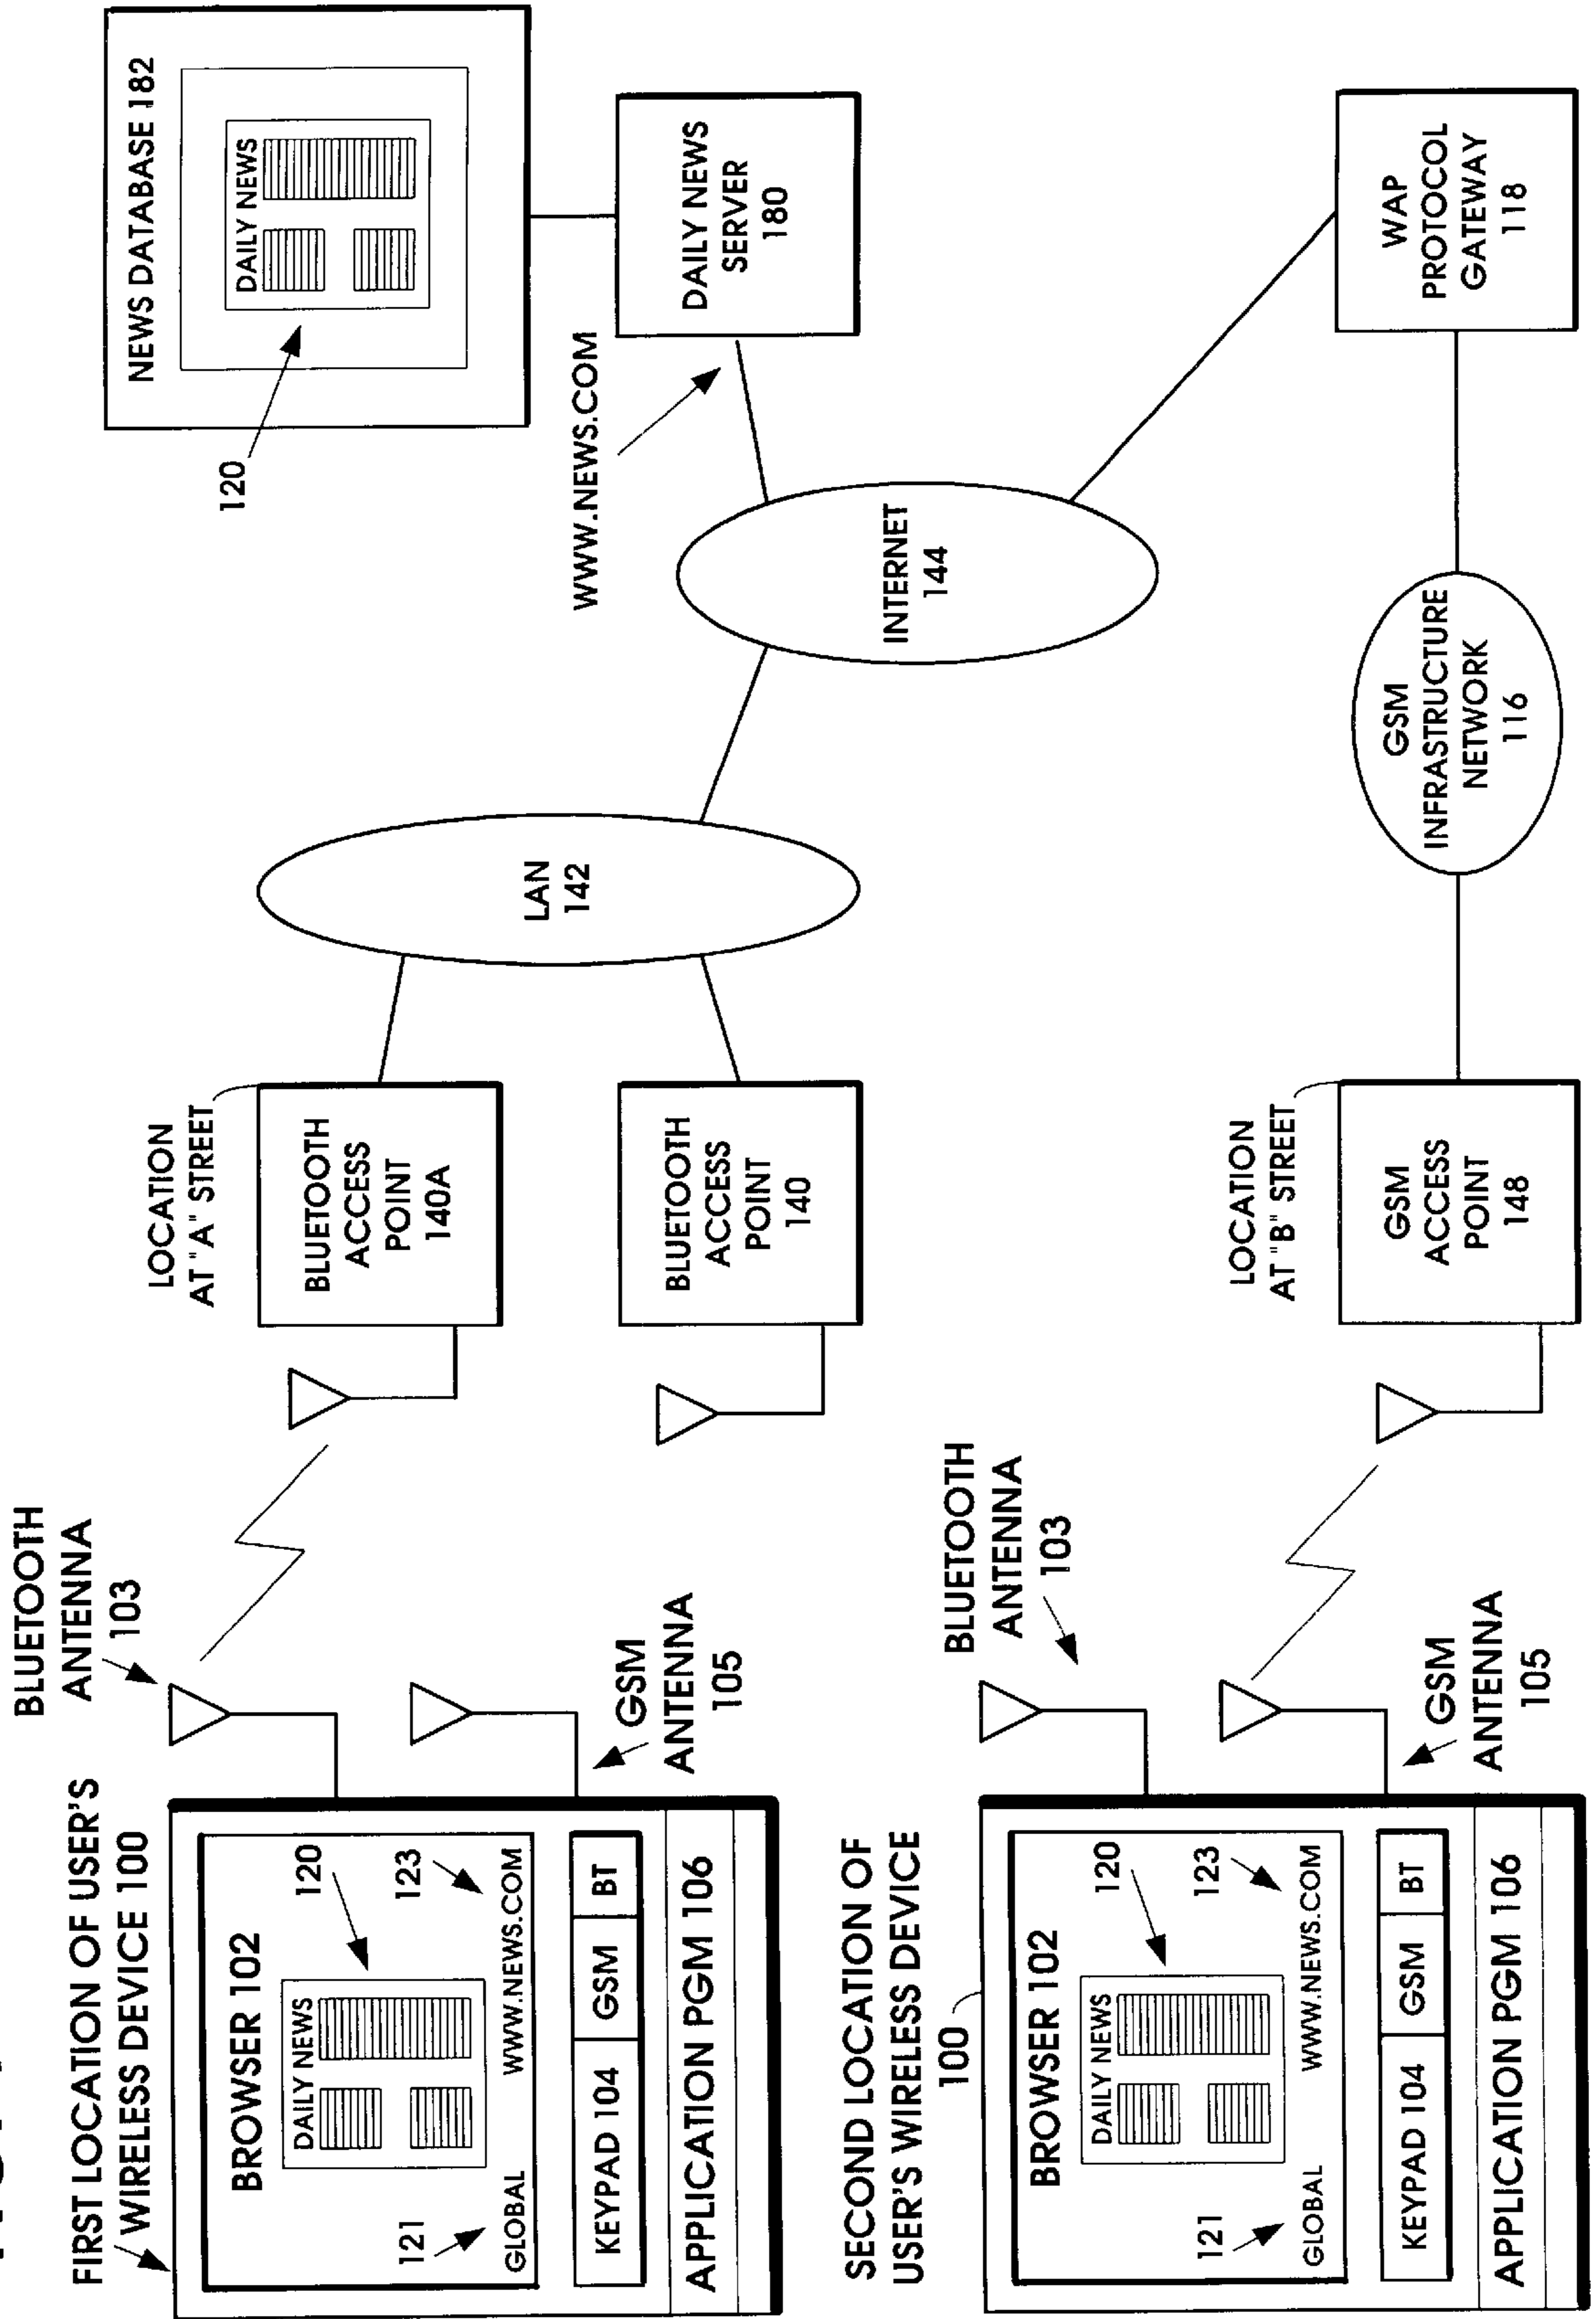 FIRST LOCATION OF USER'S
WIRELESS DEVICE 100
BROWSER 102
DAILY NEWS
120
121
GLOBAL
123
WWW.NEWS.COM
KEYPAD 104
GSM
BT
APPLICATION PGM 106
BLUETOOTH
ANTENNA
103
GSM
ANTENNA
105
LOCATION
AT "A" STREET
BLUETOOTH
ACCESS
POINT
140A
BLUETOOTH
ACCESS
POINT
140
LAN
142
INTERNET
144
WWW.NEWS.COM
120
NEWS DATABASE 182
DAILY NEWS
DAILY NEWS
SERVER
180
SECOND LOCATION OF
USER'S WIRELESS DEVICE
100
BROWSER 102
DAILY NEWS
120
121
GLOBAL
123
WWW.NEWS.COM
KEYPAD 104
GSM
BT
APPLICATION PGM 106
BLUETOOTH
ANTENNA
103
GSM
ANTENNA
105
LOCATION
AT "B" STREET
GSM
ACCESS
POINT
148
GSM
INFRASTRUCTURE
NETWORK
116
WAP
PROTOCOL
GATEWAY
118